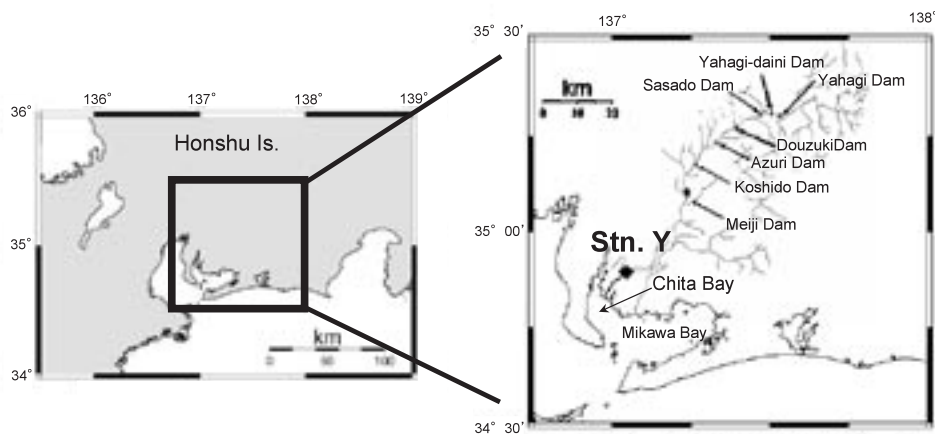 136°
137°
138°
139°
36°
35°
34°
Honshu Is.
km
0 50 100
137°
138°
35° 30′
35° 00′
34° 30′
km
0
Yahagi-daini Dam
Sasado Dam
Yahagi Dam
DouzukiDam
Azuri Dam
Koshido Dam
Meiji Dam
Stn. Y
Chita Bay
Mikawa Bay